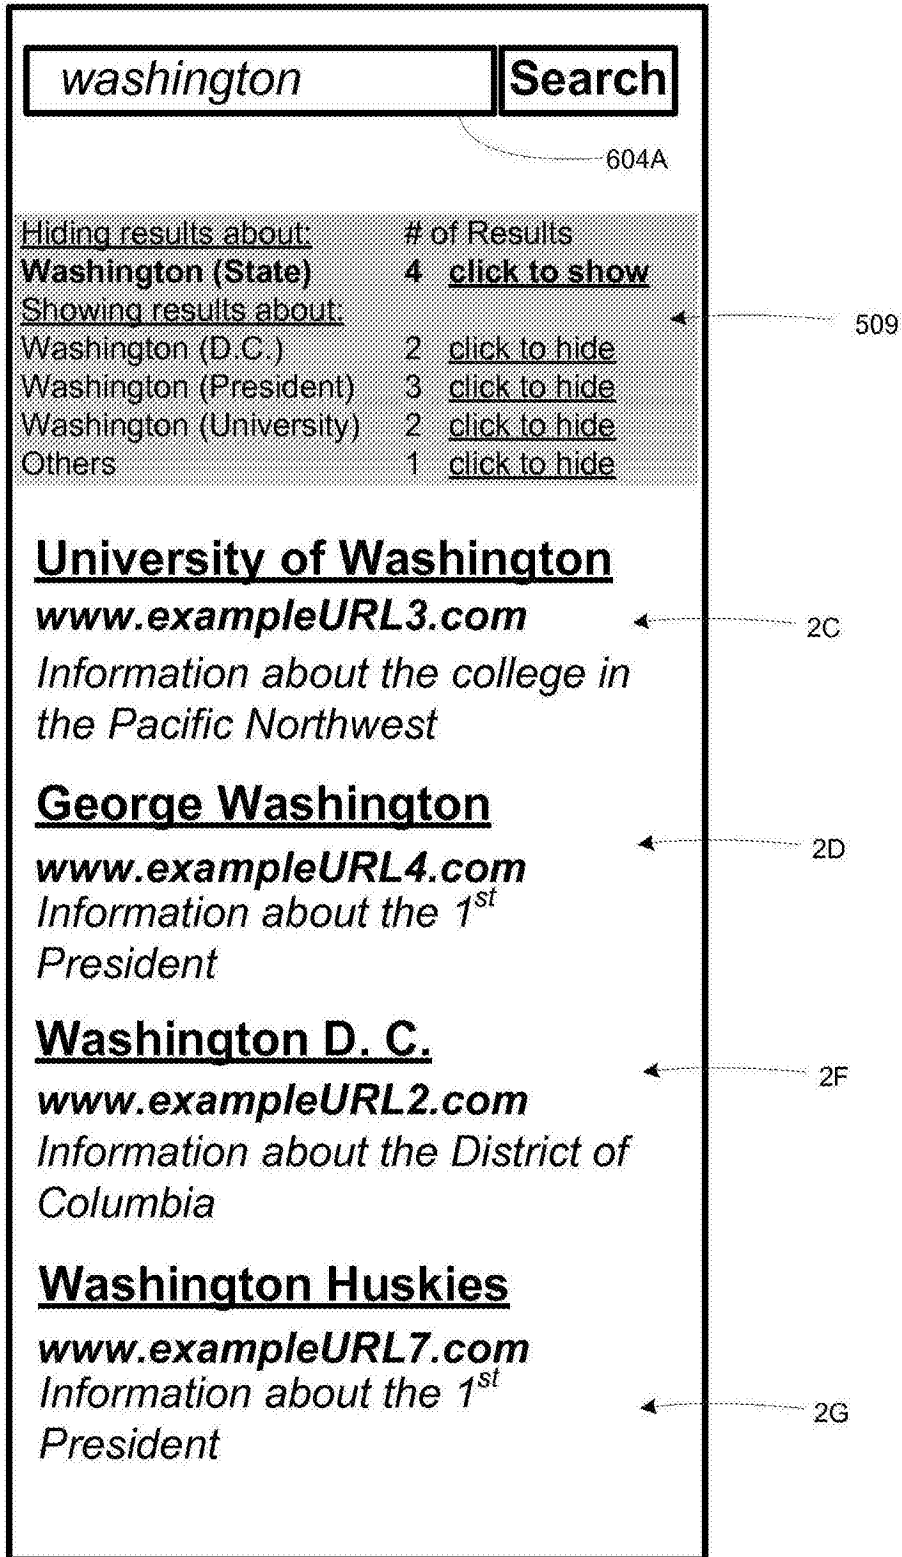 washington Search
604A
Hiding results about: # of Results
Washington (State) 4 click to show
Showing results about:
509
Washington (D.C.) 2 click to hide
Washington (President) 3 click to hide
Washington (University) 2 click to hide
Others 1 click to hide
University of Washington
www.exampleURL3.com
2C
Information about the college in
the Pacific Northwest
George Washington
2D
www.exampleURL4.com
Information about the 1st
President
Washington D. C.
2F
www.exampleURL2.com
Information about the District of
Columbia
Washington Huskies
www.exampleURL7.com
Information about the 1st
2G
President